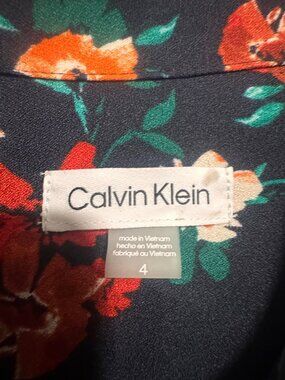 Calvin Klein
made in Vietnam
hecho en Vietnam
fabriqué au Vietnam
4